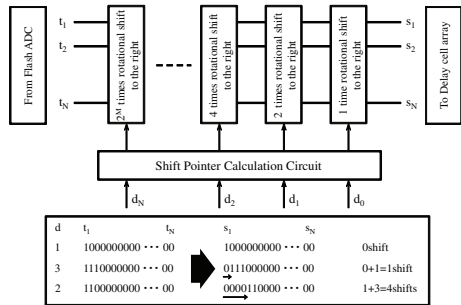 From Flash ADC
t1
t2
tN
2^M times rotational shift to the right
4 times rotational shift to the right
2 times rotational shift to the right
1 time rotational shift to the right
s1
s2
sN
To Delay cell array
Shift Pointer Calculation Circuit
dN d2 d1 d0
d t1 tN s1 sN
1 1000000000 ··· 00 1000000000 ··· 00 0shift
3 1110000000 ··· 00 0111000000 ··· 00 0+1=1shift
2 1100000000 ··· 00 0000110000 ··· 00 1+3=4shifts